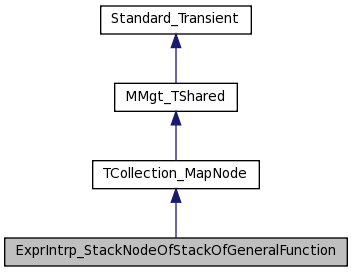 Standard_Transient
MMgt_TShared
TCollection_MapNode
ExprIntrp_StackNodeOfStackOfGeneralFunction